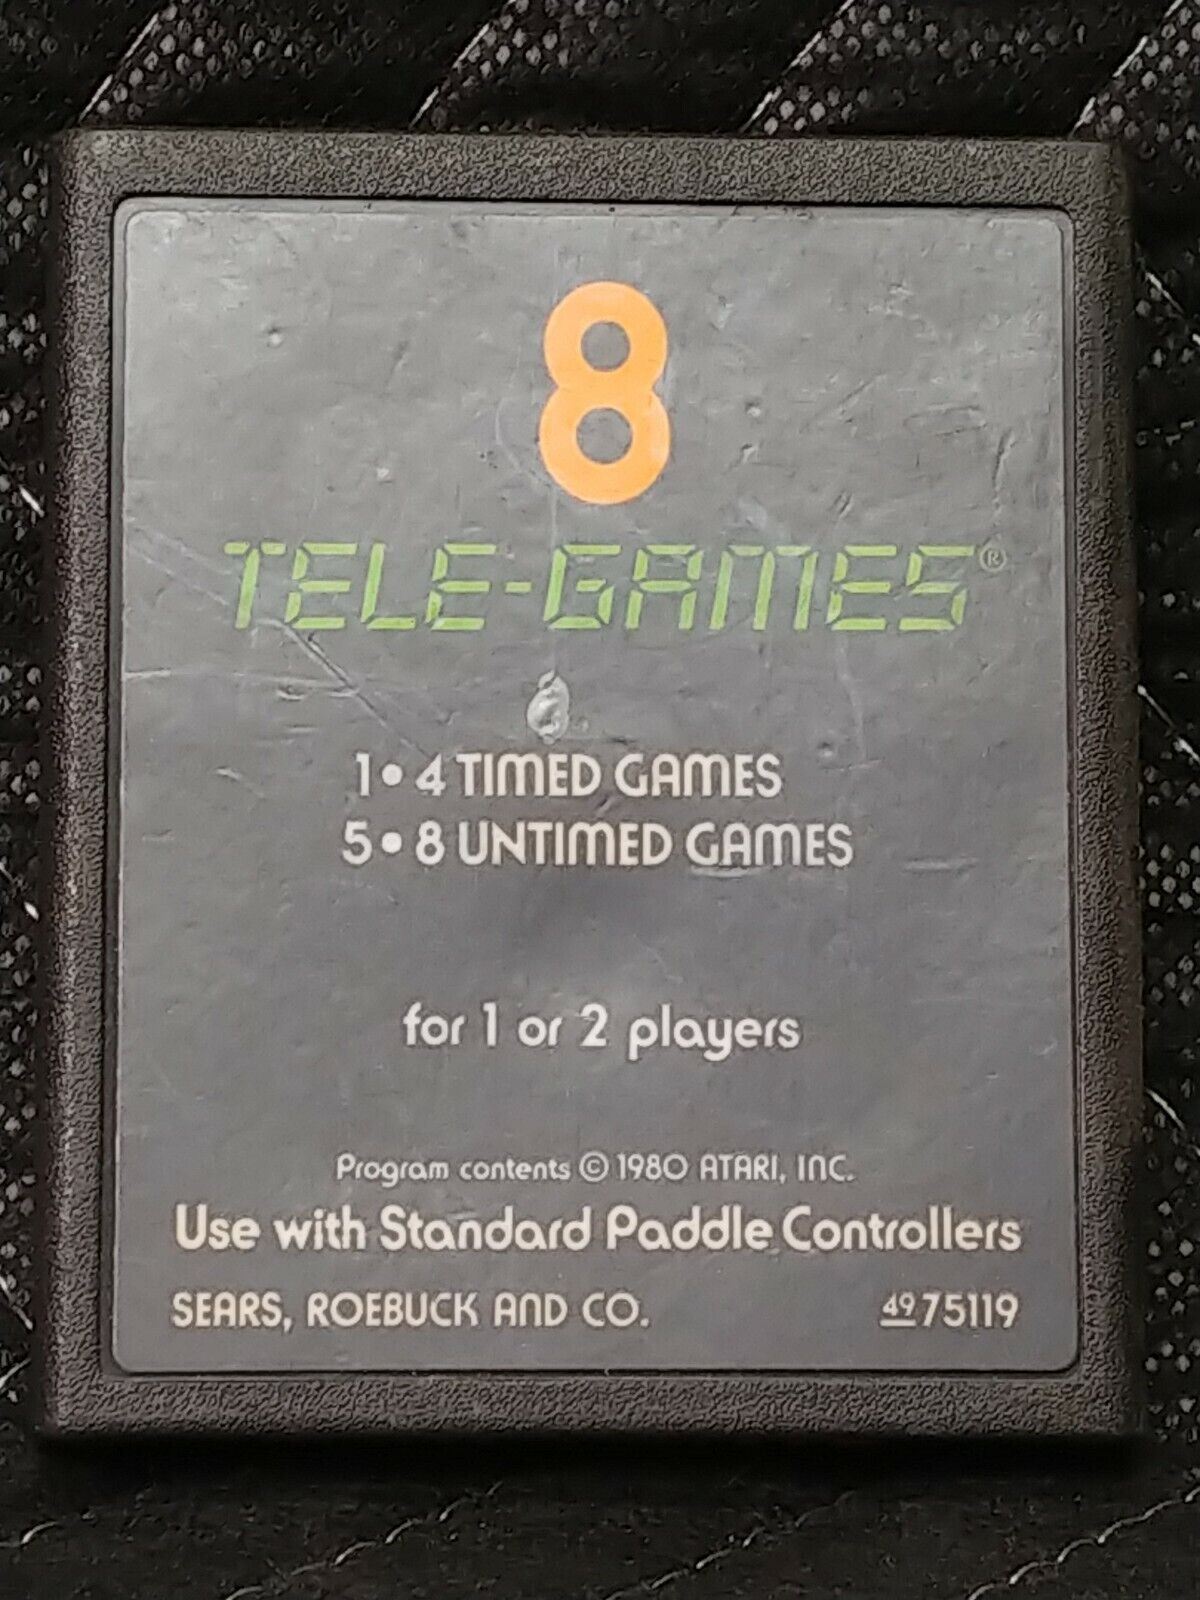 8
TELE-GAMES®
1•4 TIMED GAMES
5•8 UNTIMED GAMES
for 1 or 2 players
Program contents © 1980 ATARI, INC.
Use with Standard Paddle Controllers
SEARS, ROEBUCK AND CO. 49 75119